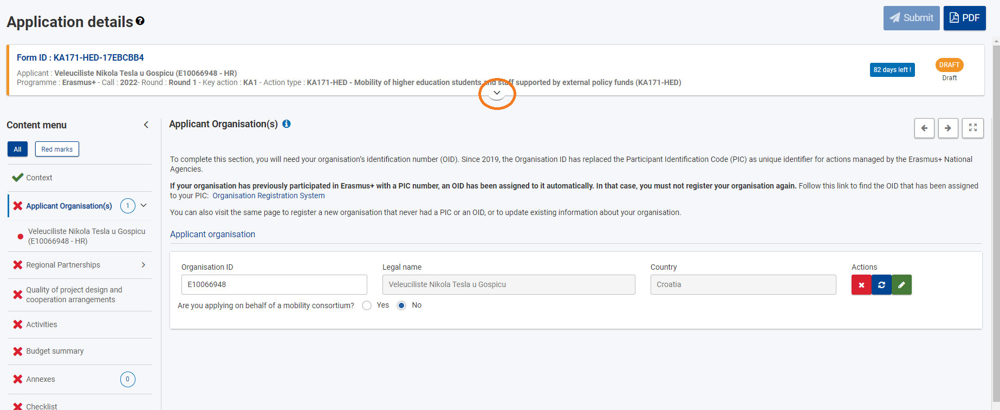 Application details
Submit
PDF
Form ID : KA171-HED-17EBCBB4
Applicant : Veleuciliste Nikola Tesla u Gospicu (E10066948 - HR)
Programme : Erasmus+ - Call : 2022- Round : Round 1 - Key action : KA1 - Action type : KA171-HED - Mobility of higher education students and staff supported by external policy funds (KA171-HED)
82 days left !
DRAFT
Draft
Content menu
All
Red marks
Context
Applicant Organisation(s)
1
Veleuciliste Nikola Tesla u Gospicu
(E10066948 - HR)
Regional Partnerships
Quality of project design and
cooperation arrangements
Activities
Budget summary
Annexes
0
Checklist
Applicant Organisation(s)
To complete this section, you will need your organisation's identification number (OID). Since 2019, the Organisation ID has replaced the Participant Identification Code (PIC) as unique identifier for actions managed by the Erasmus+ National
Agencies.
If your organisation has previously participated in Erasmus+ with a PIC number, an OID has been assigned to it automatically. In that case, you must not register your organisation again. Follow this link to find the OID that has been assigned
to your PIC: Organisation Registration System
You can also visit the same page to register a new organisation that never had a PIC or an OID, or to update existing information about your organisation.
Applicant organisation
Organisation ID
Legal name
Country
Actions
E10066948
Veleuciliste Nikola Tesla u Gospicu
Croatia
Are you applying on behalf of a mobility consortium?
Yes
No